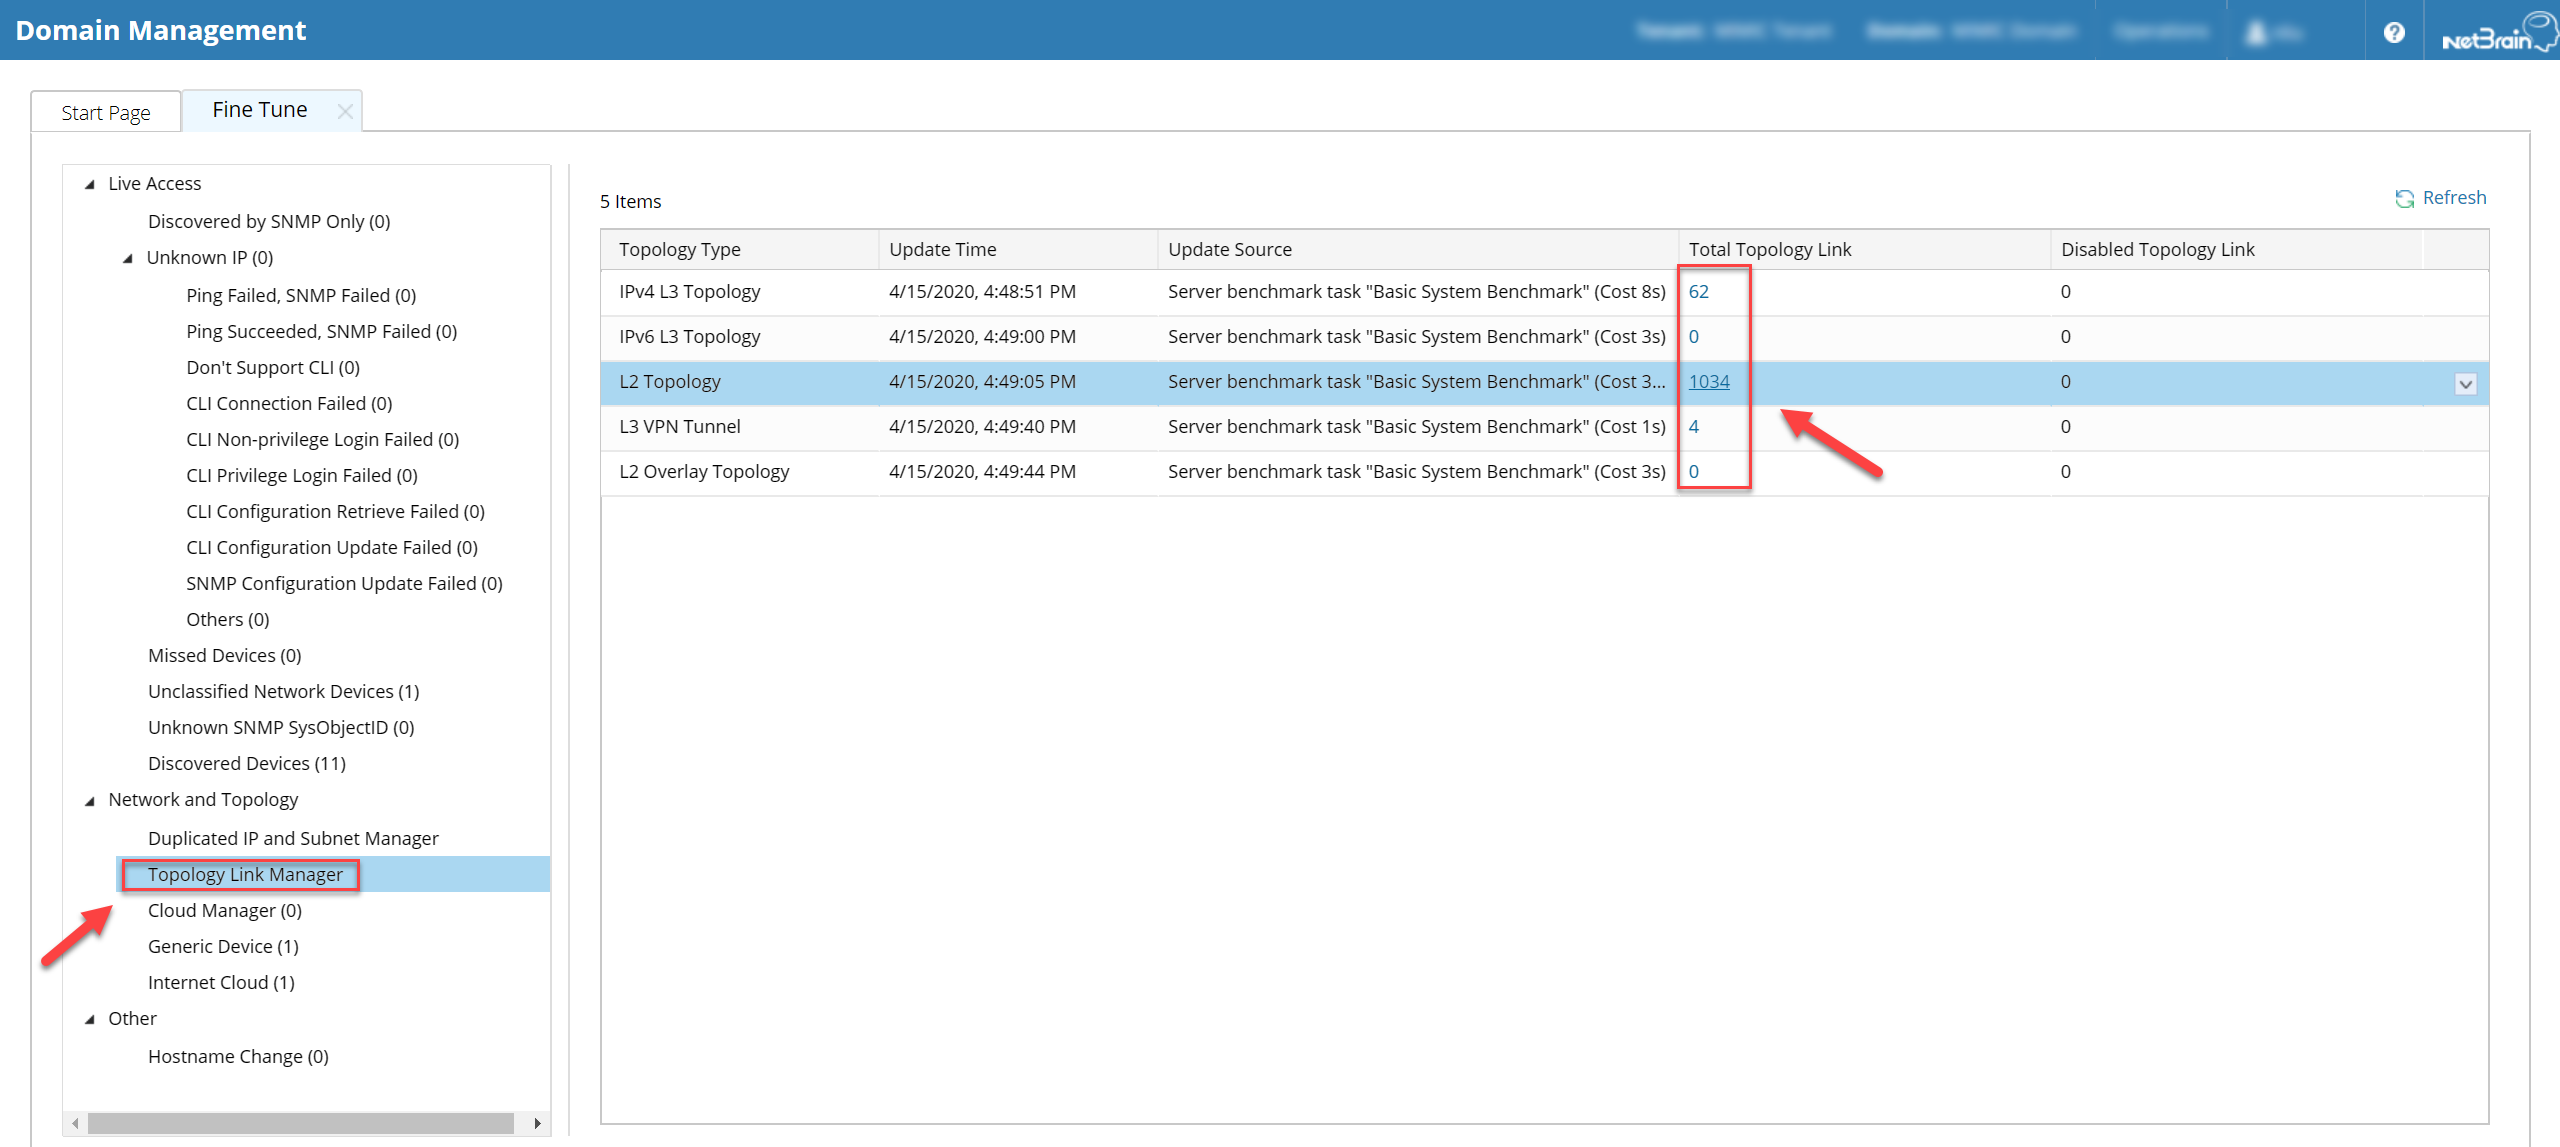 Domain Management
NetBrain
Start Page
Fine Tune
Live Access
Discovered by SNMP Only (0)
Unknown IP (0)
Ping Failed, SNMP Failed (0)
Ping Succeeded, SNMP Failed (0)
Don't Support CLI (0)
CLI Connection Failed (0)
CLI Non-privilege Login Failed (0)
CLI Privilege Login Failed (0)
CLI Configuration Retrieve Failed (0)
CLI Configuration Update Failed (0)
SNMP Configuration Update Failed (0)
Others (0)
Missed Devices (0)
Unclassified Network Devices (1)
Unknown SNMP SysObjectID (0)
Discovered Devices (11)
Network and Topology
Duplicated IP and Subnet Manager
Topology Link Manager
Cloud Manager (0)
Generic Device (1)
Internet Cloud (1)
Other
Hostname Change (0)
5 Items
Refresh
Topology Type Update Time Update Source Total Topology Link Disabled Topology Link
IPv4 L3 Topology 4/15/2020, 4:48:51 PM Server benchmark task "Basic System Benchmark" (Cost 8s) 62 0
IPv6 L3 Topology 4/15/2020, 4:49:00 PM Server benchmark task "Basic System Benchmark" (Cost 3s) 0 0
L2 Topology 4/15/2020, 4:49:05 PM Server benchmark task "Basic System Benchmark" (Cost 3... 1034 0
L3 VPN Tunnel 4/15/2020, 4:49:40 PM Server benchmark task "Basic System Benchmark" (Cost 1s) 4 0
L2 Overlay Topology 4/15/2020, 4:49:44 PM Server benchmark task "Basic System Benchmark" (Cost 3s) 0 0